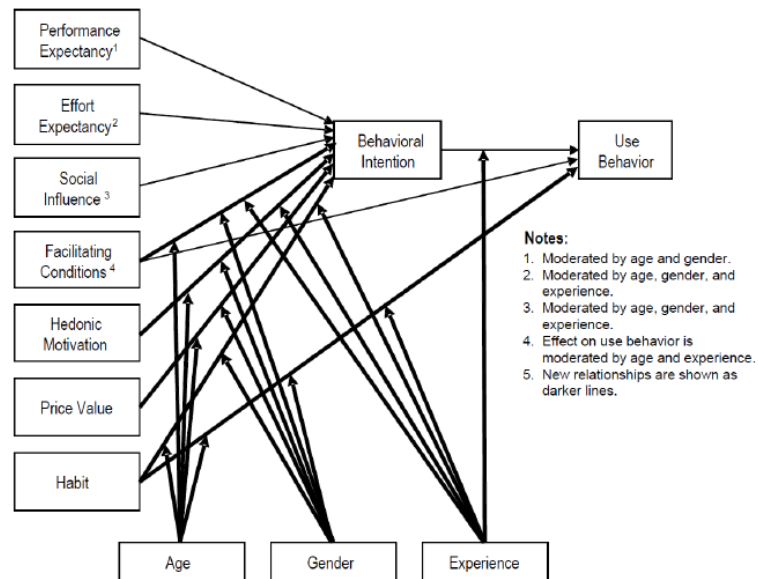 Performance
Expectancy1
Effort
Expectancy2
Social
Influence 3
Facilitating
Conditions 4
Hedonic
Motivation
Price Value
Habit
Behavioral
Intention
Use
Behavior
Notes:
1. Moderated by age and gender.
2. Moderated by age, gender, and
experience.
3. Moderated by age, gender, and
experience.
4. Effect on use behavior is
moderated by age and experience.
5. New relationships are shown as
darker lines.
Age
Gender
Experience